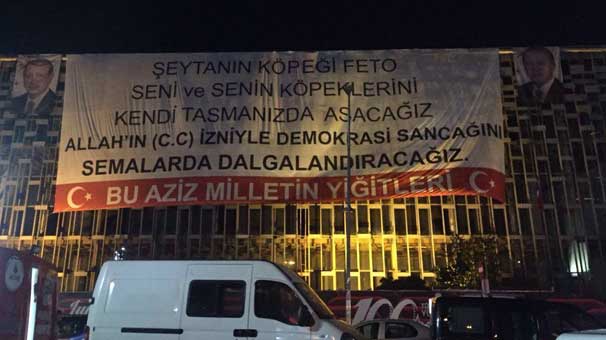 ŞEYTANIN KÖPEĞİ FETO
SENİ ve SENİN KÖPEKLERİNİ
KENDİ TASMANIZDA ASACAĞIZ
ALLAH'IN (C.C) İZNİYLE DEMOKRASİ SANCAĞINI
SEMALARDA DALGALANDIRACAĞIZ.
BU AZİZ MİLLETİN YİĞİTLERİ
100